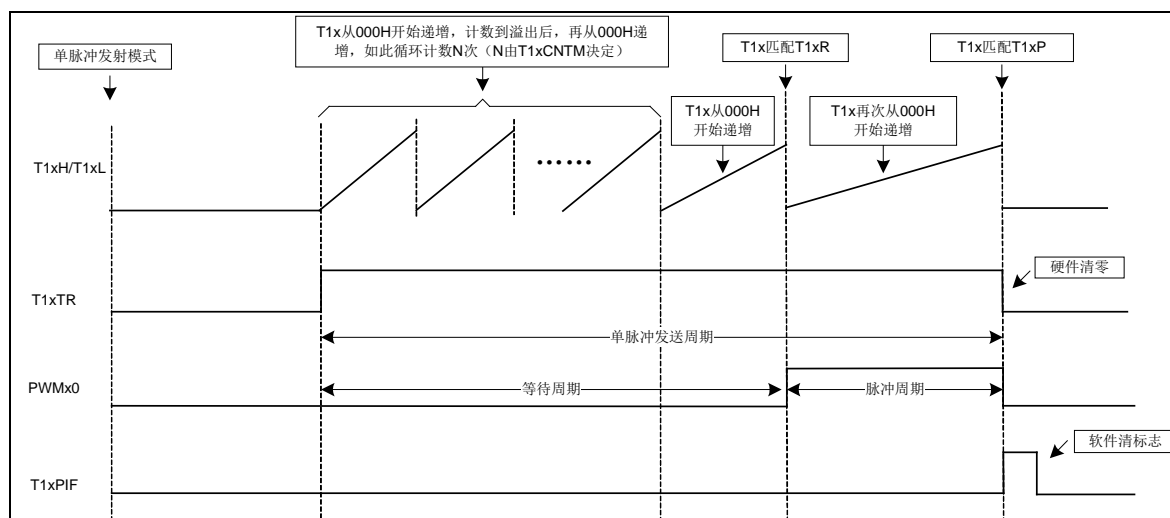 T1x从000H开始递增，计数到溢出后，再从000H递
增，如此循环计数N次（N由T1xCNTM决定）
单脉冲发射模式
T1x匹配T1xR
T1x匹配T1xP
T1x从000H
开始递增
T1x再次从000H
开始递增
T1xH/T1xL
······
硬件清零
T1xTR
单脉冲发送周期
PWMx0
等待周期
脉冲周期
软件清标志
T1xPIF